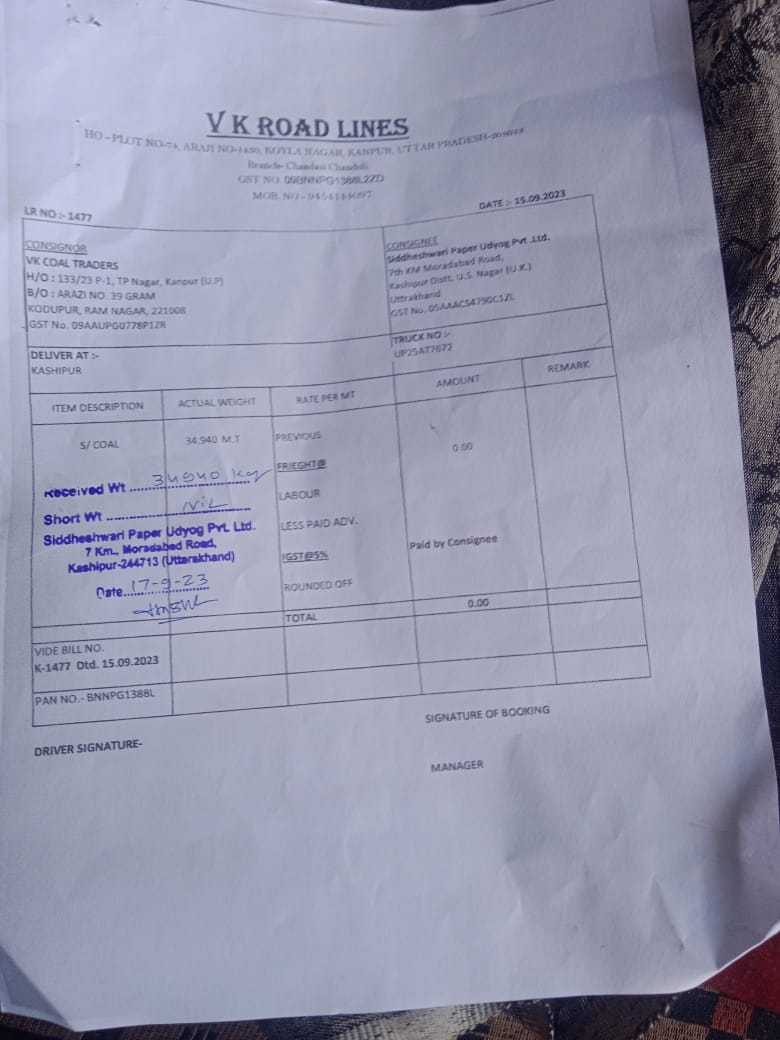 V K ROAD LINES
HO - PLOT NO-74, ARAJI NO-1450, KOYLA NAGAR, KANPUR, UTTAR PRADESH-
Branch- Chandasi Chandoli.
GST NO. 09BNNPG1388L2ZD
MOB. NO -
LR NO :- 1477
DATE :- 15.09.2023
CONSIGNOR
VK COAL TRADERS
H/O : 133/23 P-1, TP Nagar, Kanpur (U.P)
B/O : ARAZI NO. 39 GRAM
KODUPUR, RAM NAGAR, 221008
GST No. 09AAUPG0778P1ZR
CONSIGNEE
Siddheshwari Paper Udyog Pvt .Ltd.
7th KM Moradabad Road,
Kashipur Distt. U.S. Nagar (U.K.)
Uttrakhand
GST No. 05AAACS4790C1ZL
DELIVER AT :-
KASHIPUR
TRUCK NO :-
UP25AT7672
ITEM DESCRIPTION ACTUAL WEIGHT RATE PER MT AMOUNT REMARK
S/ COAL 34.940 M.T PREVIOUS 0.00
FRIEGHT@
LABOUR
LESS PAID ADV.
IGST@5% Paid by Consignee
ROUNDED OFF
TOTAL 0.00
Received Wt ........ 34940 Kg
Short Wt ........ Nil
Siddheshwari Paper Udyog Pvt. Ltd.
7 Km., Moradabad Road,
Kashipur-244713 (Uttarakhand)
Date........ 17-9-23
VIDE BILL NO.
K-1477 Dtd. 15.09.2023
PAN NO.- BNNPG1388L
DRIVER SIGNATURE-
SIGNATURE OF BOOKING
MANAGER